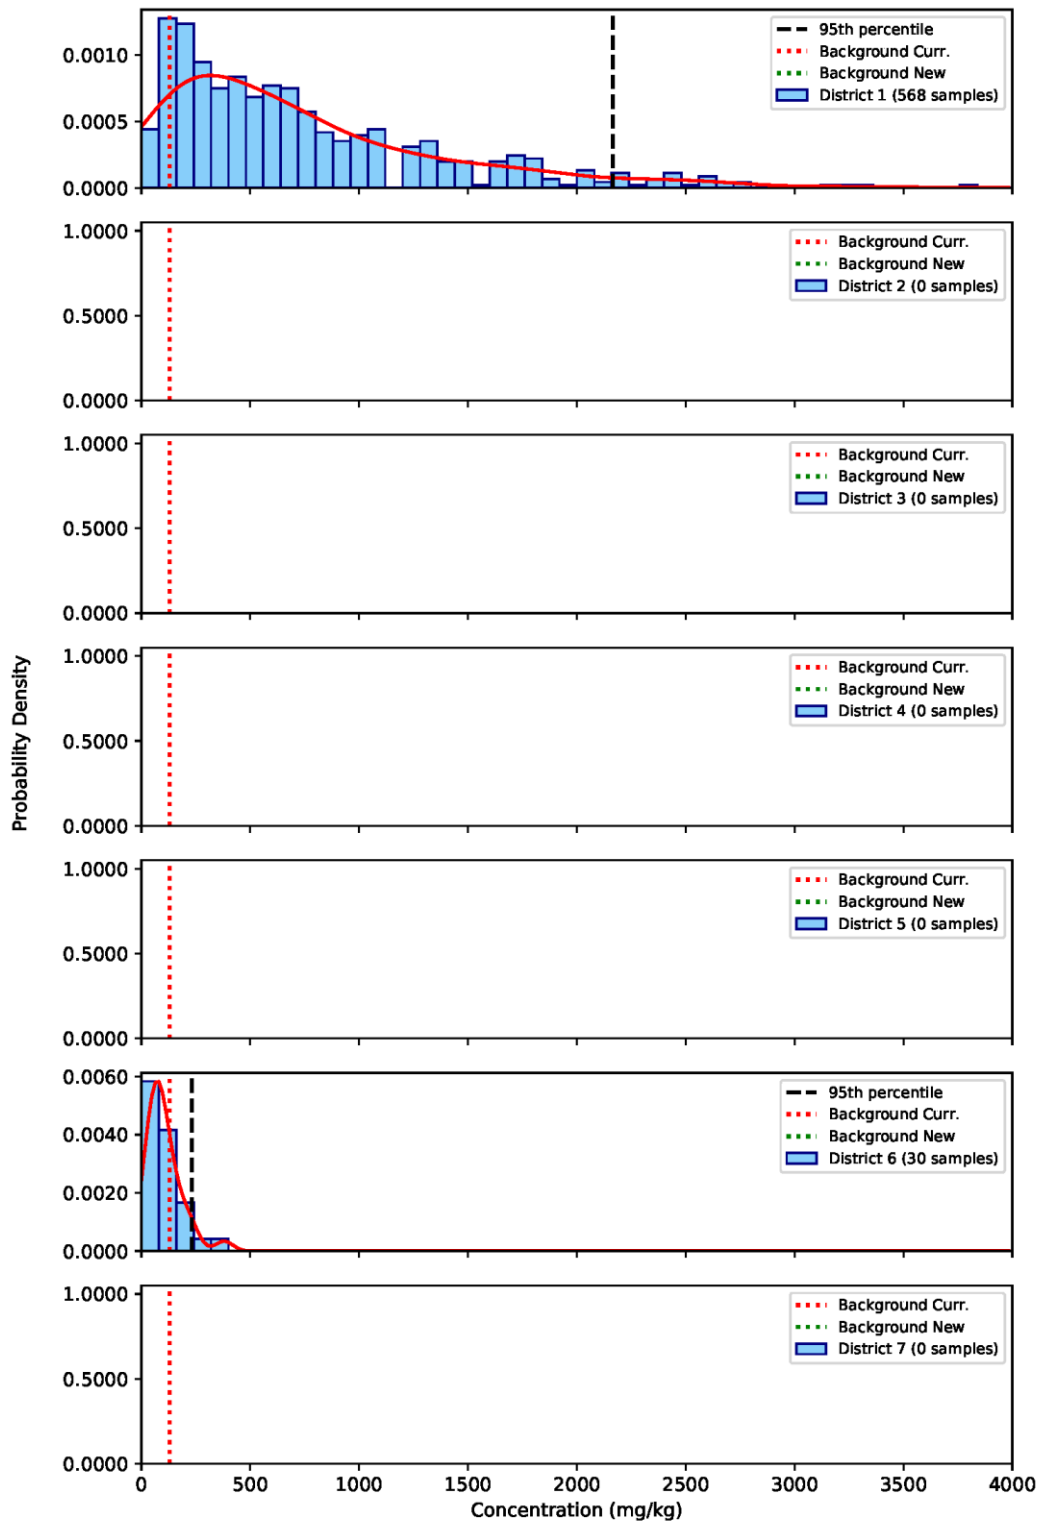 0.0010
0.0005
0.0000
95th percentile
Background Curr.
Background New
District 1 (568 samples)
1.0000
0.5000
0.0000
Background Curr.
Background New
District 2 (0 samples)
1.0000
0.5000
0.0000
Background Curr.
Background New
District 3 (0 samples)
Probability Density
1.0000
0.5000
0.0000
Background Curr.
Background New
District 4 (0 samples)
1.0000
0.5000
0.0000
Background Curr.
Background New
District 5 (0 samples)
0.0060
0.0040
0.0020
0.0000
95th percentile
Background Curr.
Background New
District 6 (30 samples)
1.0000
0.5000
0.0000
Background Curr.
Background New
District 7 (0 samples)
0 500 1000 1500 2000 2500 3000 3500 4000
Concentration (mg/kg)